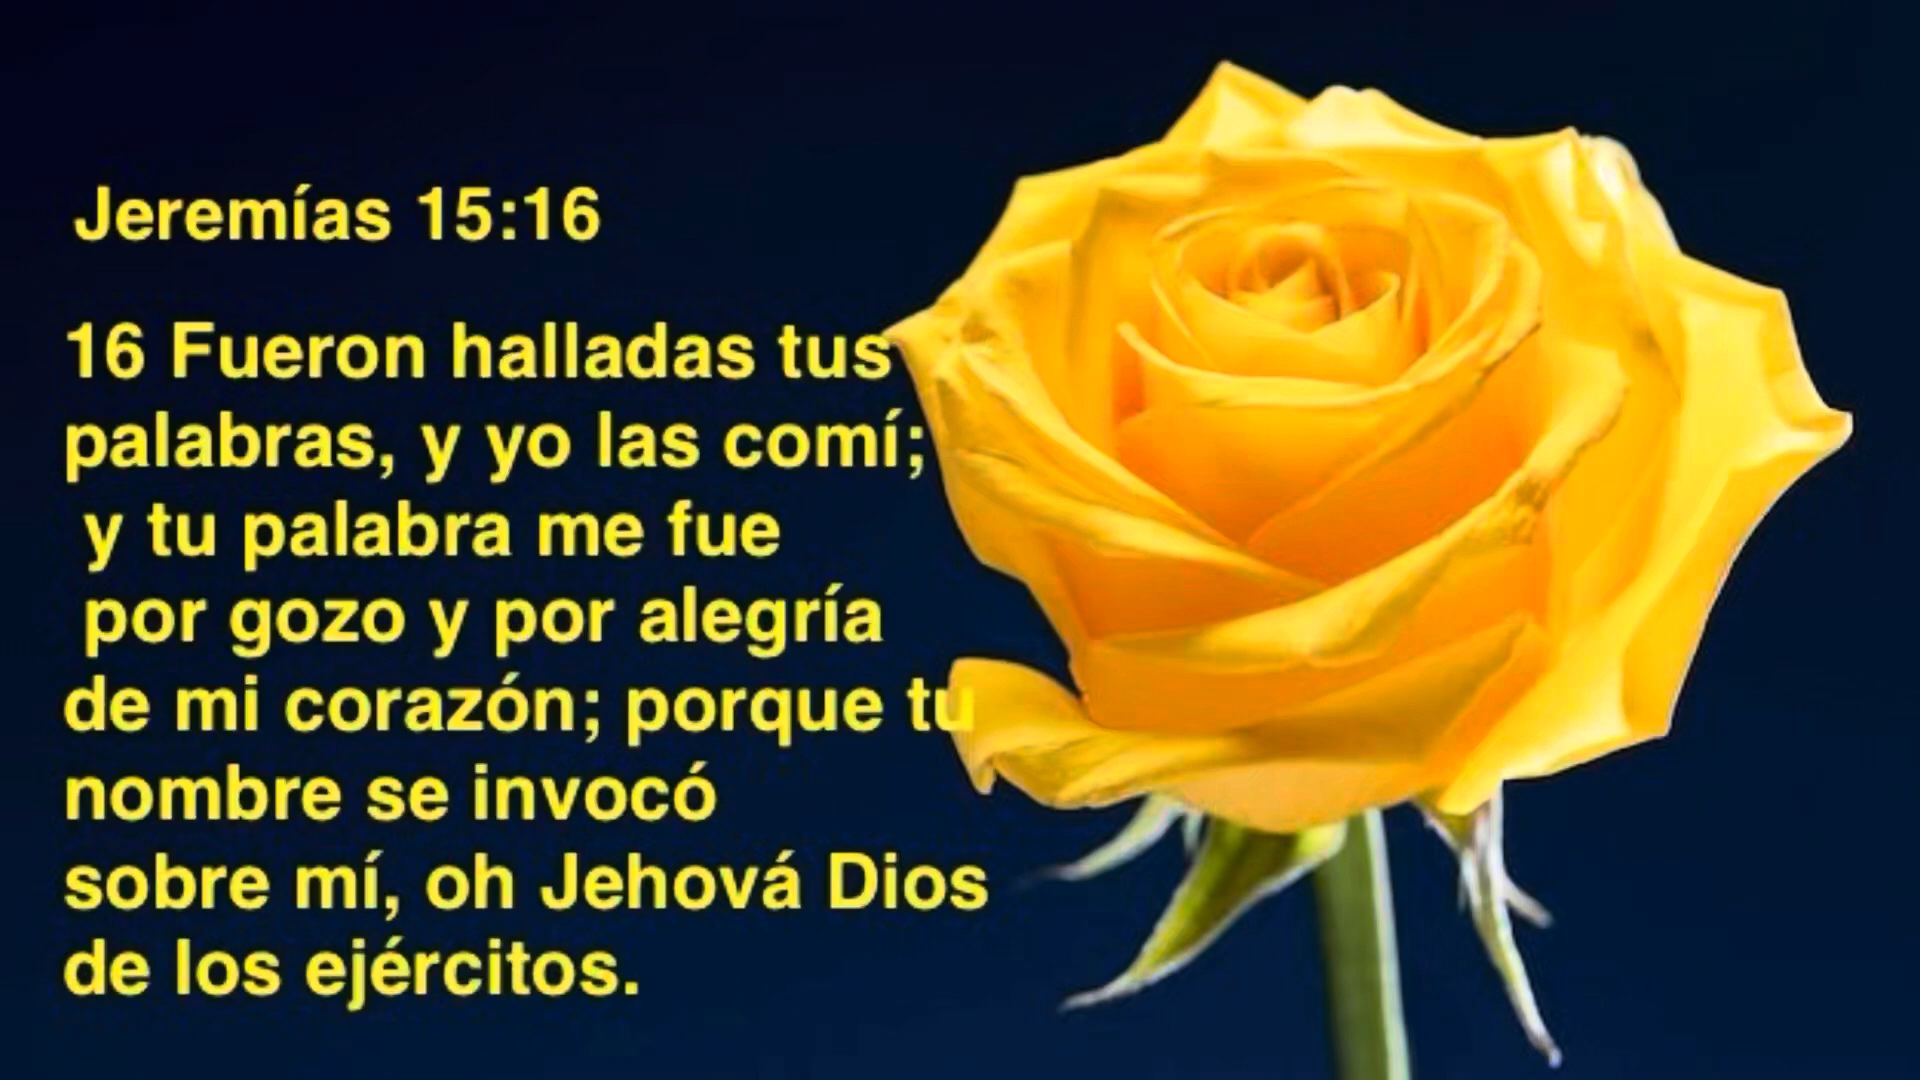 Jeremías 15:16
16 Fueron halladas tus
palabras, y yo las comí;
y tu palabra me fue
por gozo y por alegría
de mi corazón; porque tu
nombre se invocó
sobre mí, oh Jehová Dios
de los ejércitos.